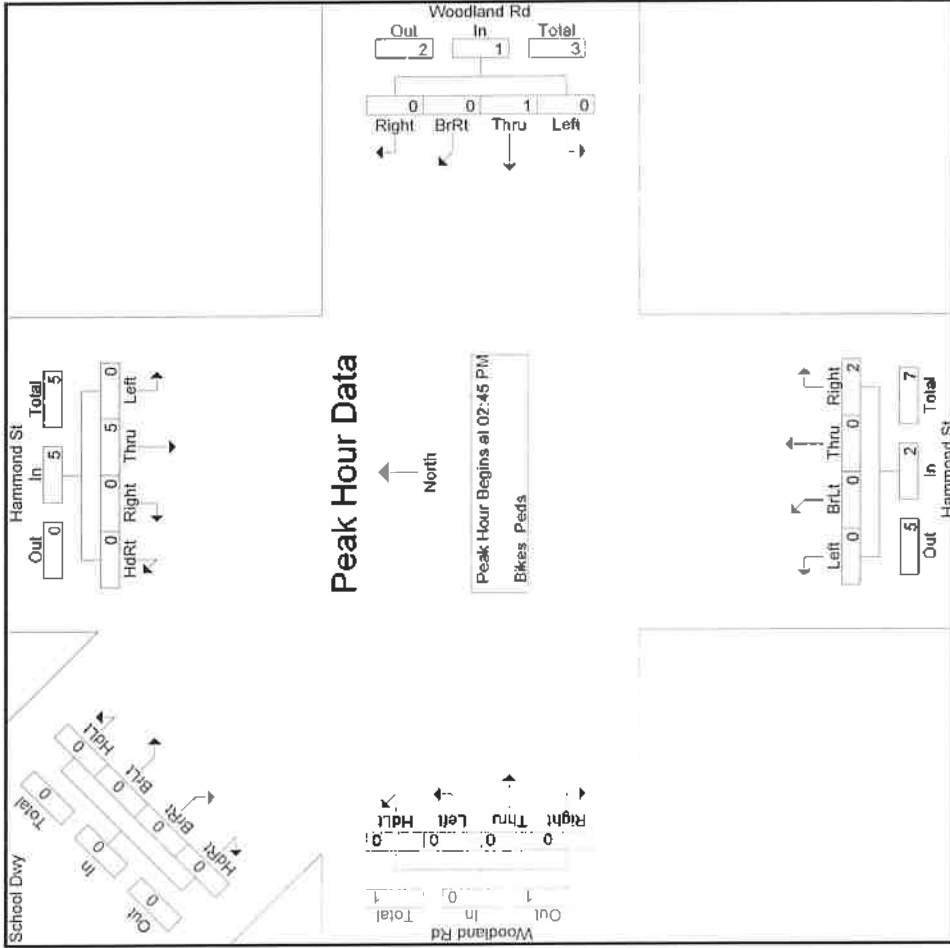 Woodland Rd
Out In Total
2 1 3
0 0 1 0
Right BrRt Thru Left
Hammond St
Out In Total
0 5 5
0 0 5 0
HdRt Right Thru Left
School Dwy
Out In Total
0 0 0
0 0 0 0
HdRt BrRt BrLt HdLt
Peak Hour Data
North
Peak Hour Begins at 02:45 PM
Bikes Peds
Woodland Rd
Out In Total
1 0 1
0 0 0 0
Right Thru Left HdLt
Left BrLt Thru Right
0 0 0 2
Out In Total
5 2 7
Hammond St